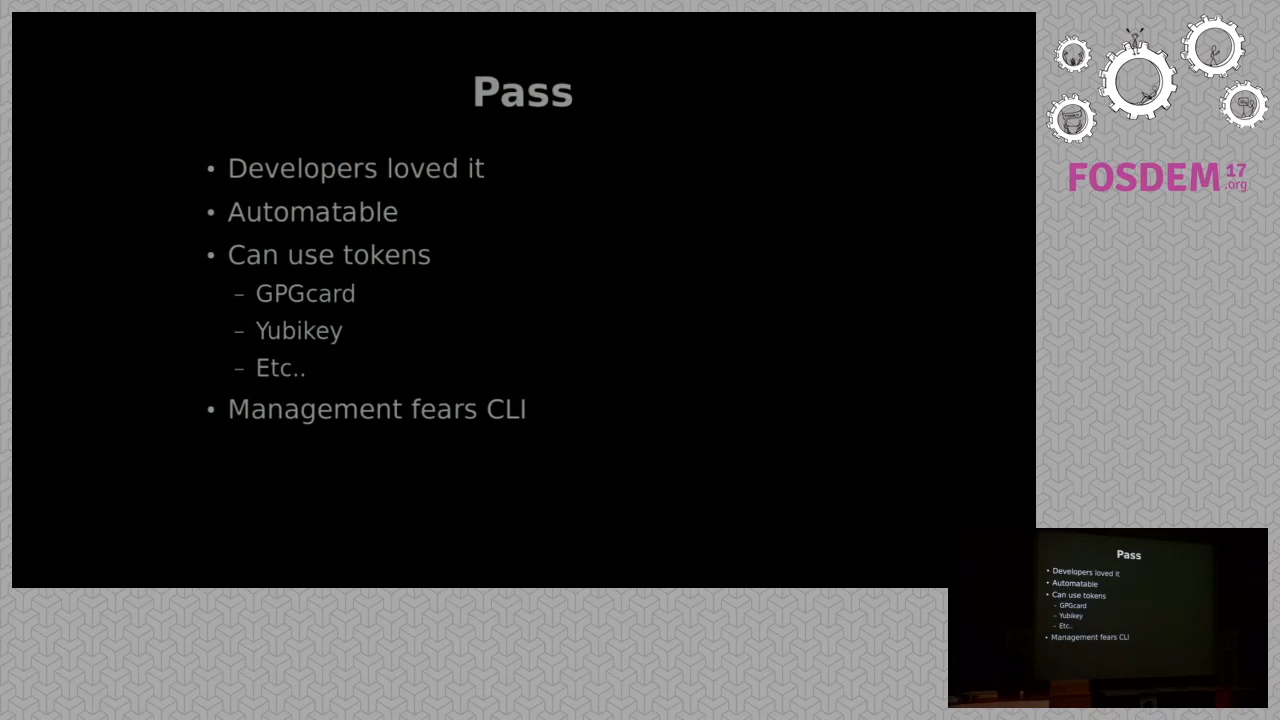 Pass
• Developers loved it
• Automatable
• Can use tokens
– GPGcard
– Yubikey
– Etc..
• Management fears CLI
FOSDEM 17
.org
Pass
• Developers loved it
• Automatable
• Can use tokens
– GPGcard
– Yubikey
– Etc..
• Management fears CLI